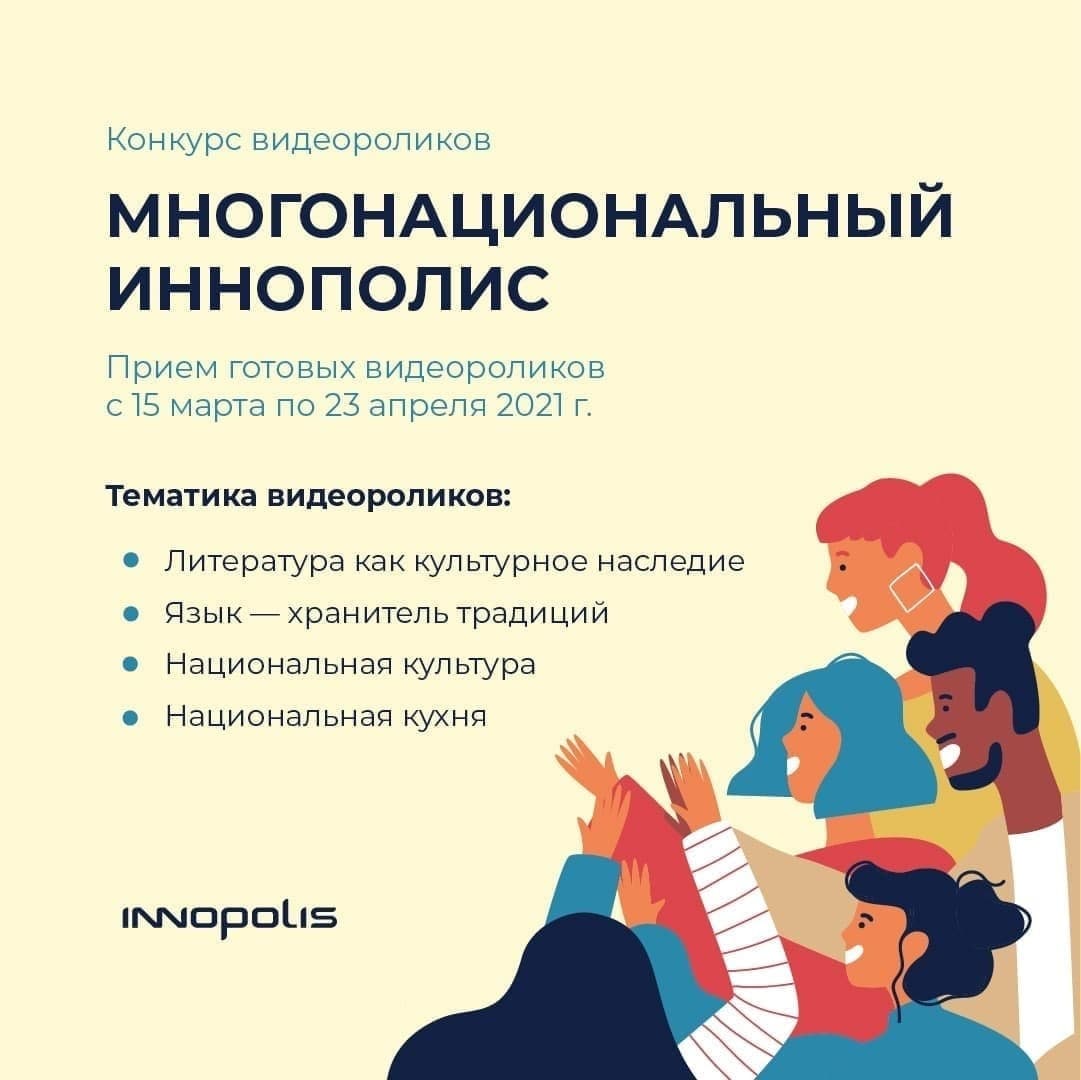 Конкурс видеороликов
МНОГОНАЦИОНАЛЬНЫЙ
ИННОПОЛИС
Прием готовых видеороликов
с 15 марта по 23 апреля 2021 г.
Тематика видеороликов:
• Литература как культурное наследие
• Язык — хранитель традиций
• Национальная культура
• Национальная кухня
INNOPOLIS